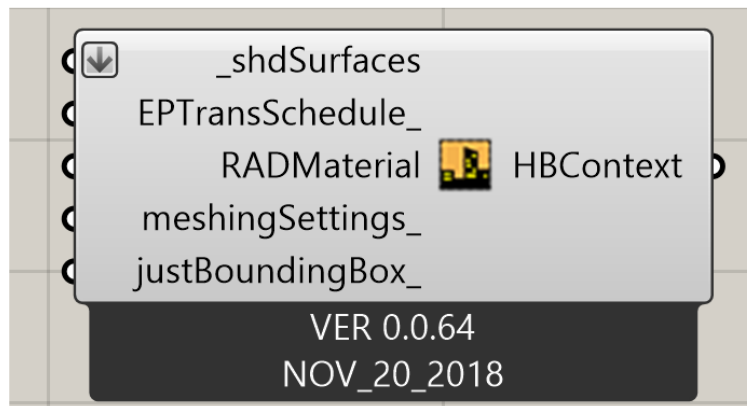 _shdSurfaces
EPTransSchedule_
RADMaterial
HBContext
meshingSettings_
justBoundingBox_
VER 0.0.64
NOV_20_2018